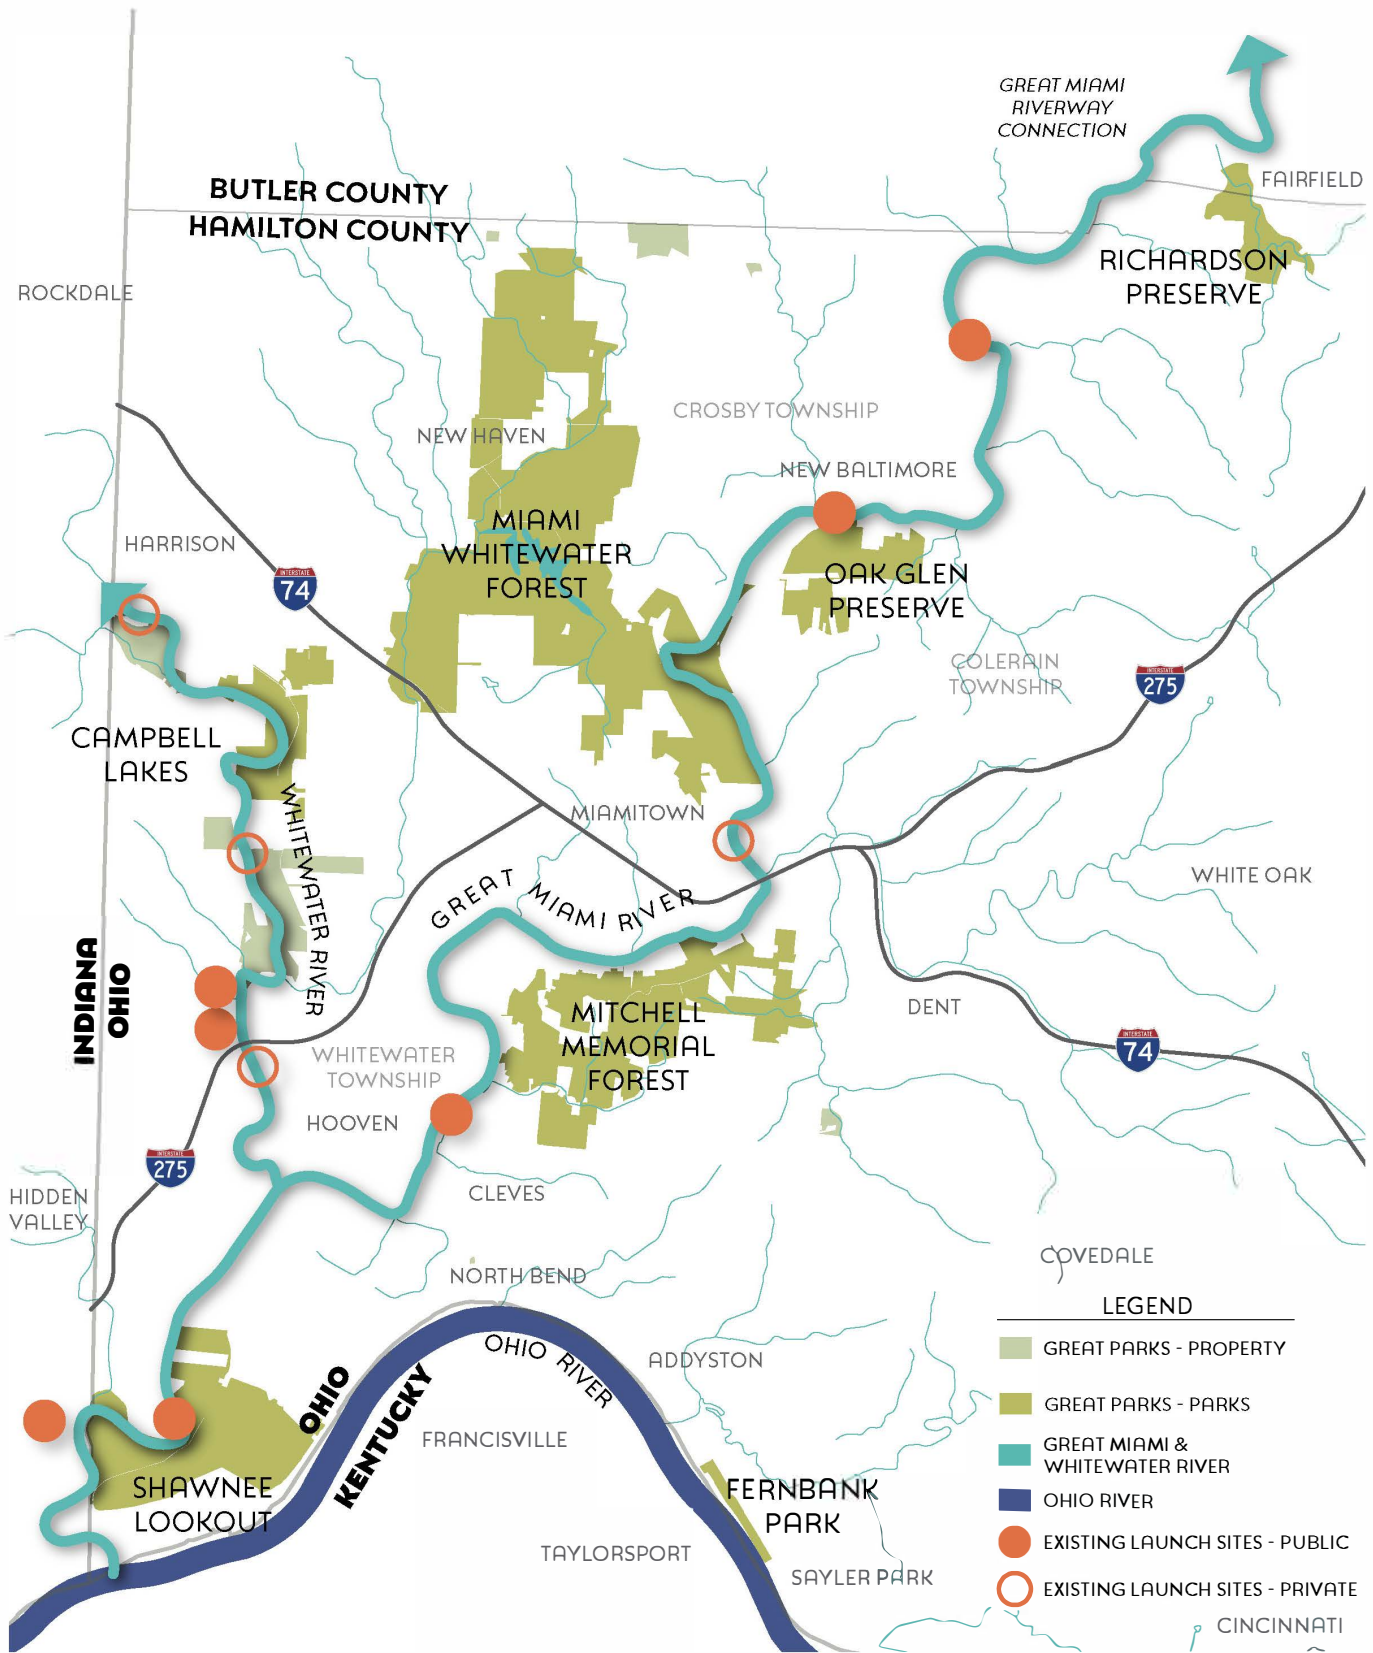 GREAT MIAMI
RIVERWAY
CONNECTION
FAIRFIELD
BUTLER COUNTY
HAMILTON COUNTY
RICHARDSON
PRESERVE
ROCKDALE
CROSBY TOWNSHIP
NEW HAVEN
NEW BALTIMORE
MIAMI
WHITEWATER
FOREST
HARRISON
INTERSTATE
74
OAK GLEN
PRESERVE
COLERAIN
TOWNSHIP
INTERSTATE
275
CAMPBELL
LAKES
WHITEWATER RIVER
MIAMITOWN
GREAT MIAMI RIVER
WHITE OAK
INDIANA
OHIO
MITCHELL
MEMORIAL
FOREST
DENT
INTERSTATE
74
WHITEWATER
TOWNSHIP
HOOVEN
INTERSTATE
275
HIDDEN
VALLEY
CLEVES
COVEDALE
NORTH BEND
OHIO RIVER
ADDYSTON
OHIO
KENTUCKY
FRANCISVILLE
SHAWNEE
LOOKOUT
FERNBANK
PARK
TAYLORSPORT
SAYLER PARK
LEGEND
GREAT PARKS - PROPERTY
GREAT PARKS - PARKS
GREAT MIAMI &
WHITEWATER RIVER
OHIO RIVER
EXISTING LAUNCH SITES - PUBLIC
EXISTING LAUNCH SITES - PRIVATE
CINCINNATI